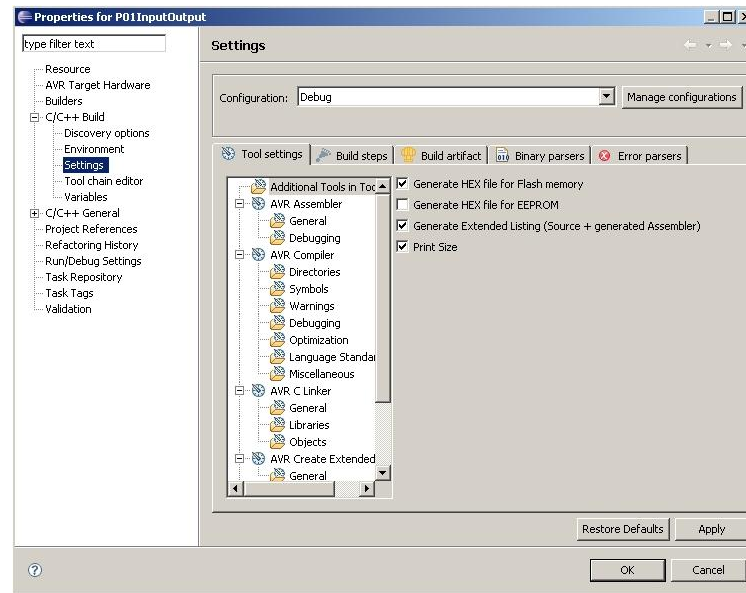 Properties for P01InputOutput
type filter text
Resource
AVR Target Hardware
Builders
C/C++ Build
Discovery options
Environment
Settings
Tool chain editor
Variables
C/C++ General
Project References
Refactoring History
Run/Debug Settings
Task Repository
Task Tags
Validation
Settings
Configuration: Debug Manage configurations
Tool settings Build steps Build artifact Binary parsers Error parsers
Additional Tools in Toc
AVR Assembler
General
Debugging
AVR Compiler
Directories
Symbols
Warnings
Debugging
Optimization
Language Standar
Miscellaneous
AVR C Linker
General
Libraries
Objects
AVR Create Extended
General
Generate HEX file for Flash memory
Generate HEX file for EEPROM
Generate Extended Listing (Source + generated Assembler)
Print Size
Restore Defaults Apply
OK Cancel